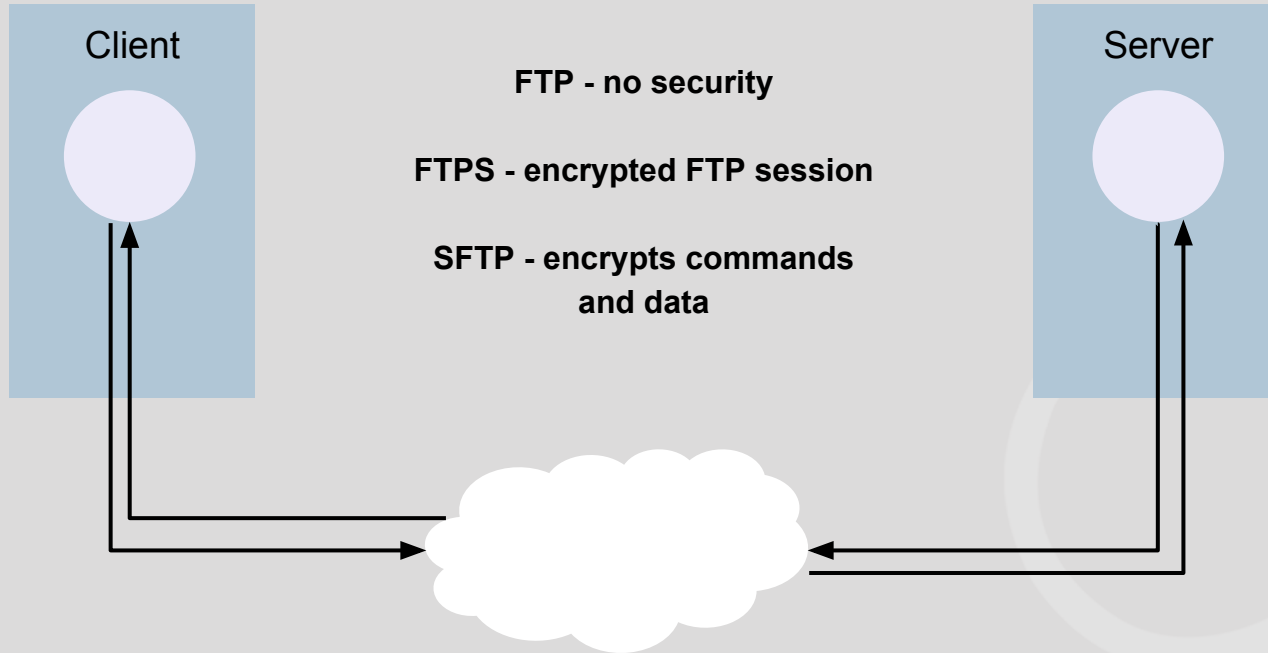 Client
Server
FTP - no security
FTPS - encrypted FTP session
SFTP - encrypts commands
and data